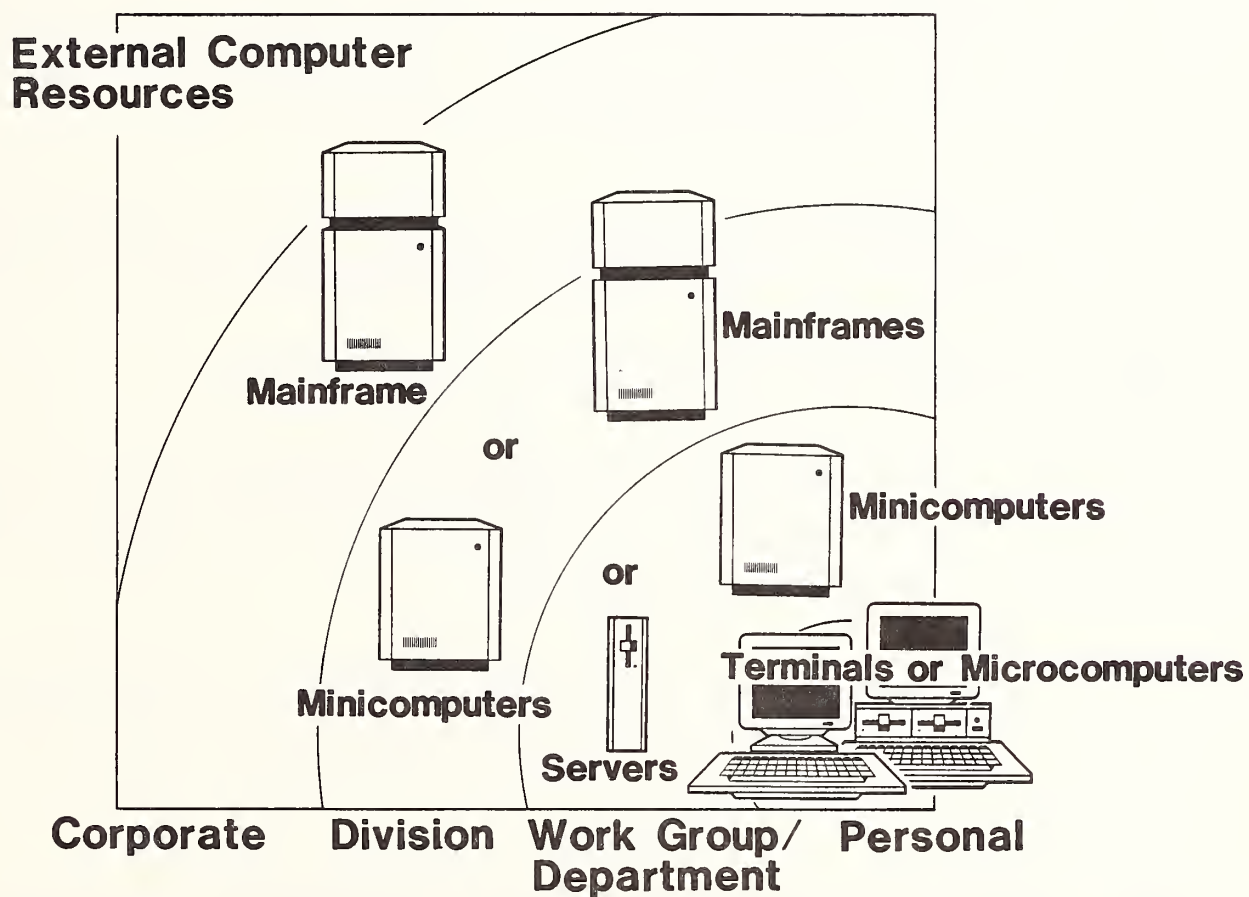 External Computer
Resources
Mainframe
Mainframes
or
Minicomputers
or
Minicomputers
Terminals or Microcomputers
Servers
Corporate
Division
Work Group/
Department
Personal